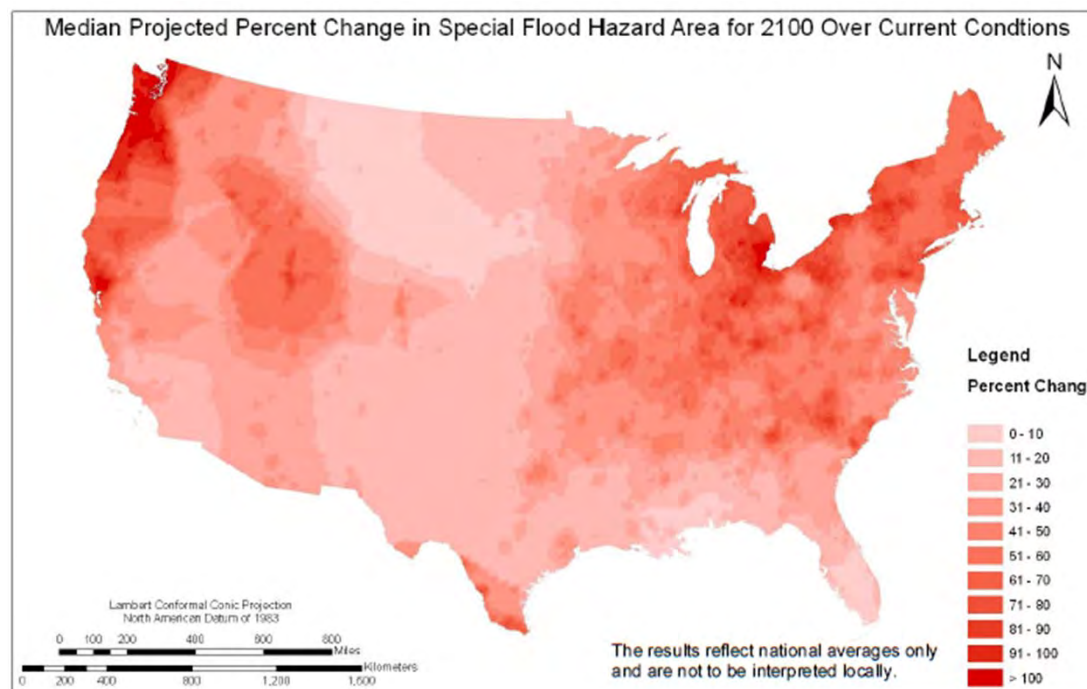 Median Projected Percent Change in Special Flood Hazard Area for 2100 Over Current Condtions
N
Legend
Percent Chang
0 - 10
11 - 20
21 - 30
31 - 40
41 - 50
51 - 60
61 - 70
71 - 80
81 - 90
91 - 100
> 100
Lambert Conformal Conic Projection
North American Datum of 1983
0 100 200 400 600 800
Miles
Kilometers
0 200 400 800 1,200 1,600
The results reflect national averages only
and are not to be interpreted locally.